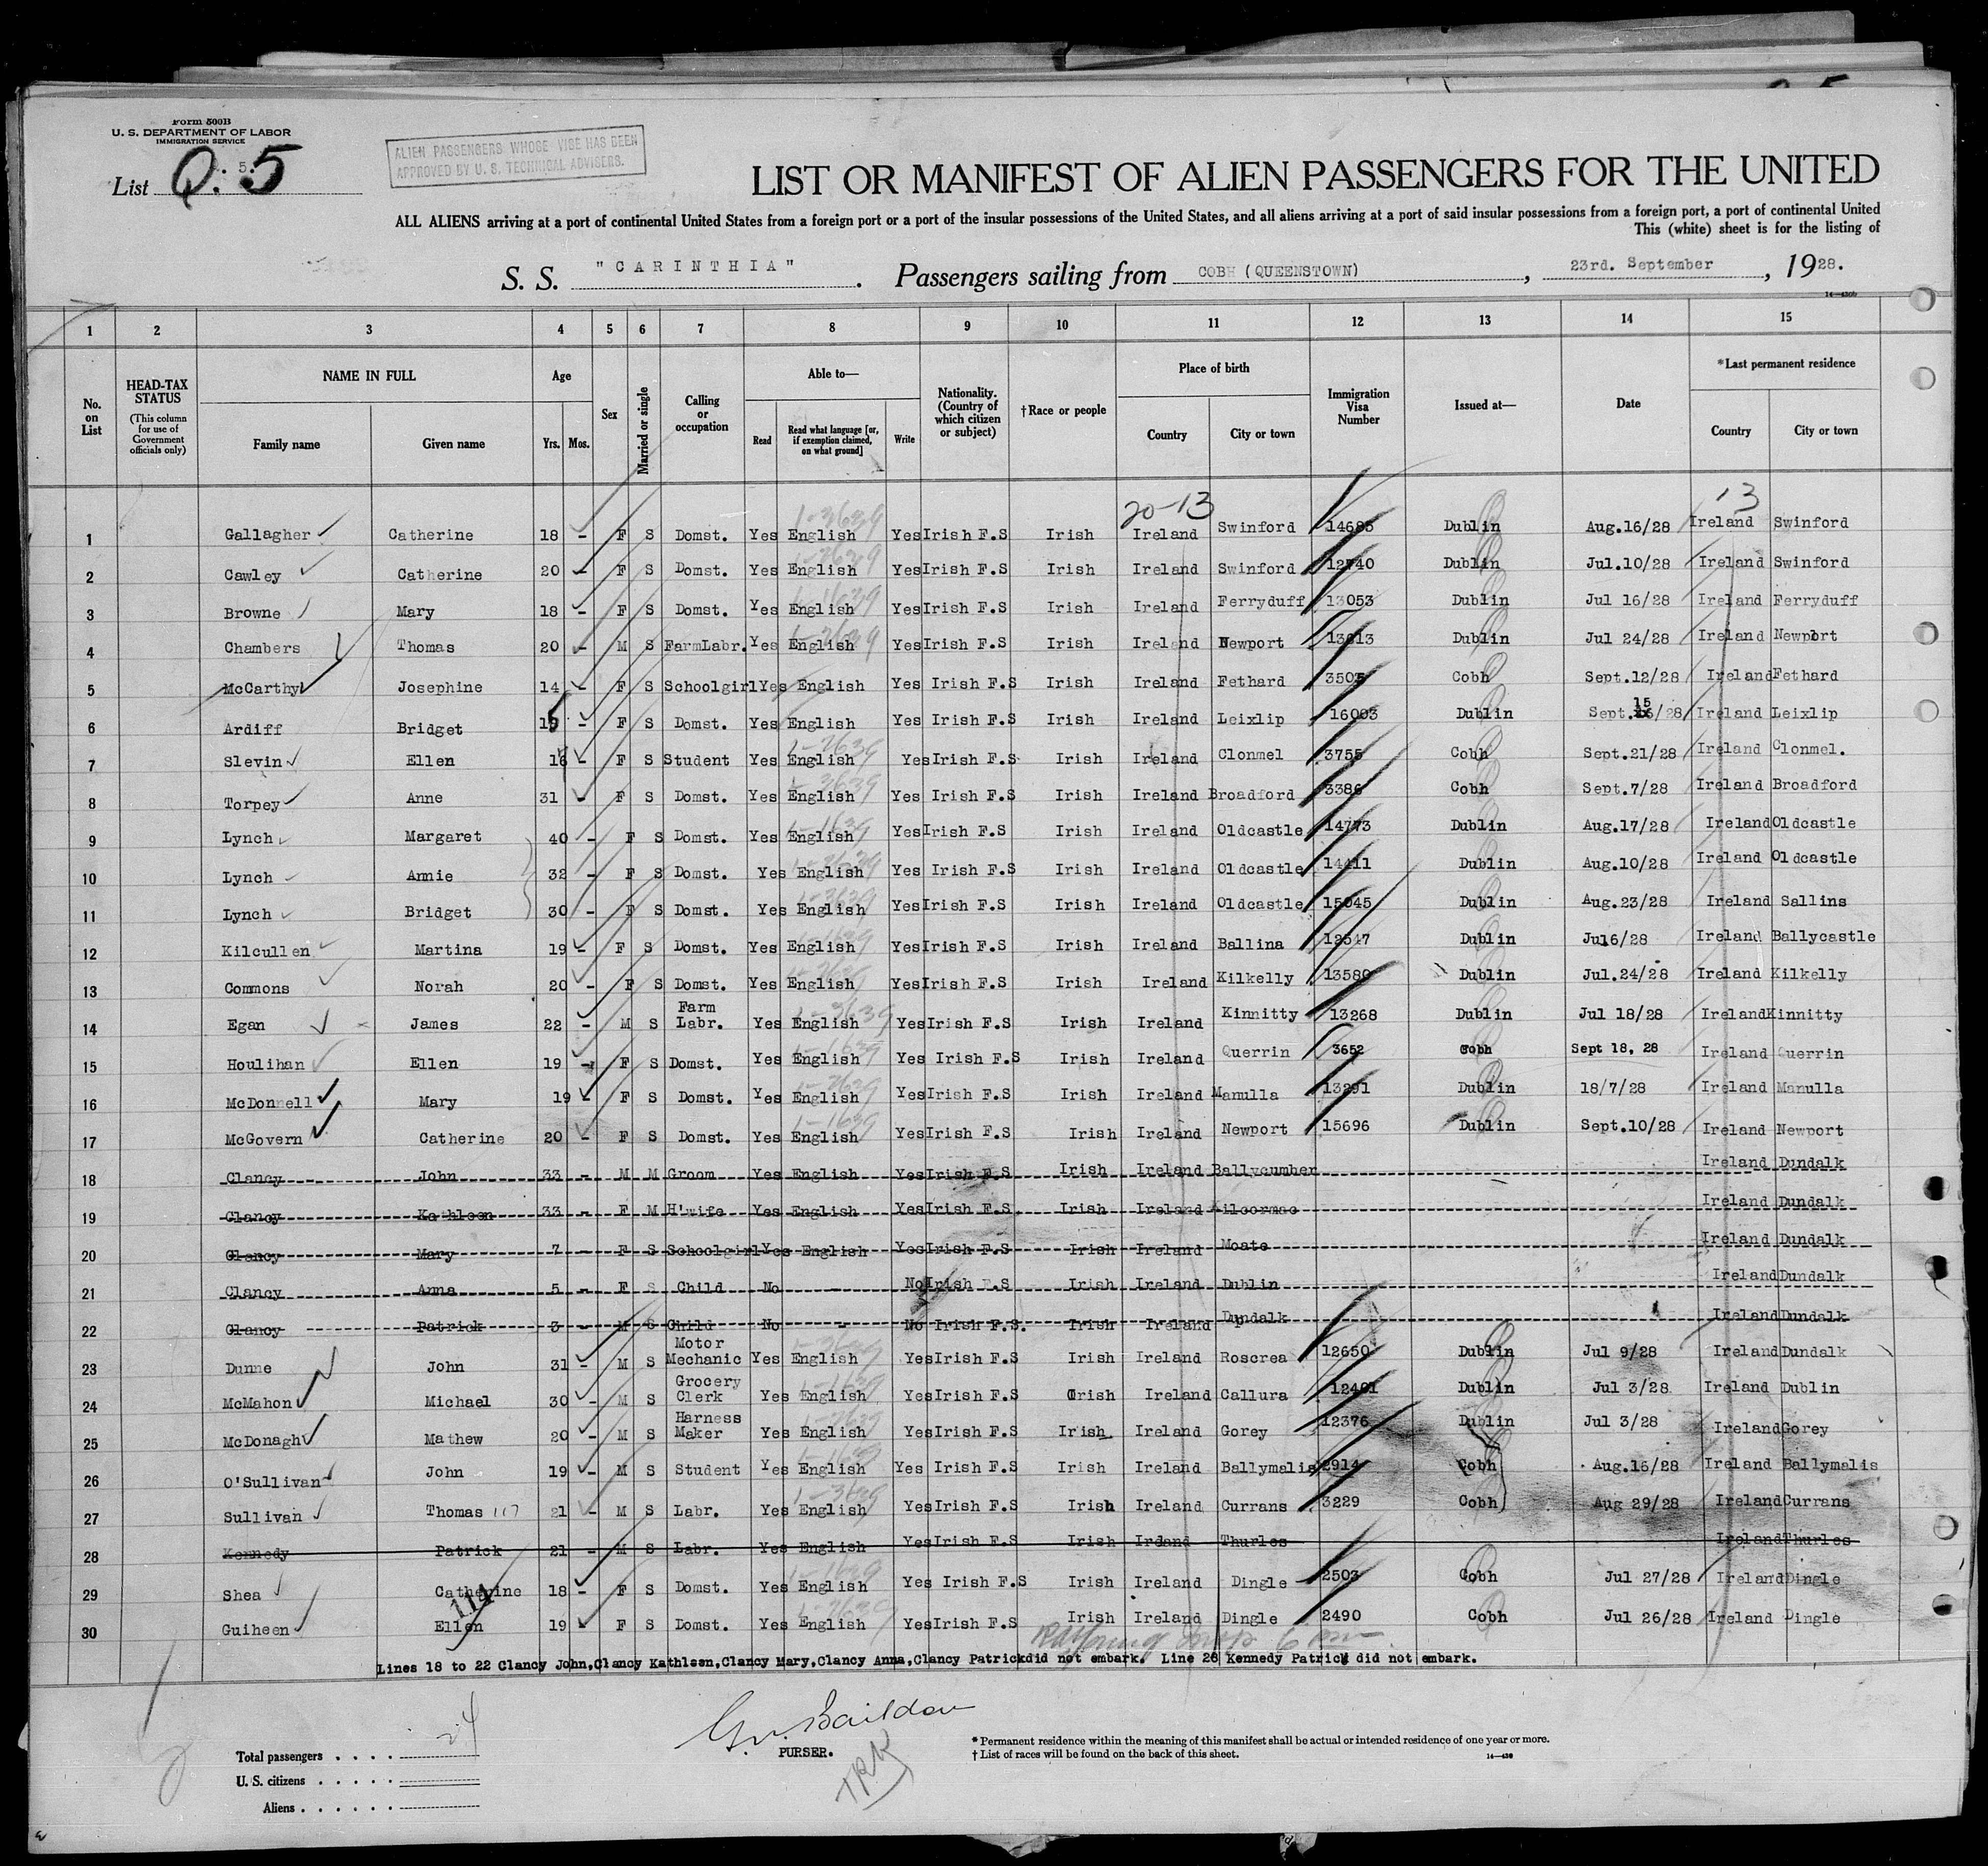 Form 500B
U. S. DEPARTMENT OF LABOR
IMMIGRATION SERVICE
List Q. 5. 5
ALIEN PASSENGERS WHOSE VISE HAS BEEN
APPROVED BY U. S. TECHNICAL ADVISERS.
LIST OR MANIFEST OF ALIEN PASSENGERS FOR THE UNITED
ALL ALIENS arriving at a port of continental United States from a foreign port or a port of the insular possessions of the United States, and all aliens arriving at a port of said insular possessions from a foreign port, a port of continental United
This (white) sheet is for the listing of
S. S. "CARINTHIA". Passengers sailing from COBH (QUEENSTOWN), 23rd. September, 1928.
1 2 3 4 5 6 7 8 9 10 11 12 13 14 15
No. on List
HEAD-TAX STATUS (This column for use of Government officials only)
NAME IN FULL Family name Given name
Age Yrs. Mos.
Sex
Married or single
Calling or occupation
Able to— Read Read what language [or, if exemption claimed, on what ground] Write
Nationality. (Country of which citizen or subject)
†Race or people
Place of birth Country City or town
Immigration Visa Number
Issued at—
Date
*Last permanent residence Country City or town
20-13 13
1 Gallagher Catherine 18 - F S Domst. Yes English Yes Irish F.S Irish Ireland Swinford 14685 Dublin Aug.16/28 Ireland Swinford
2 Cawley Catherine 20 - F S Domst. Yes English Yes Irish F.S Irish Ireland Swinford 12740 Dublin Jul.10/28 Ireland Swinford
3 Browne Mary 18 - F S Domst. Yes English Yes Irish F.S Irish Ireland Ferryduff 13053 Dublin Jul 16/28 Ireland Ferryduff
4 Chambers Thomas 20 - M S FarmLabr. Yes English Yes Irish F.S Irish Ireland Newport 13613 Dublin Jul 24/28 Ireland Newport
5 McCarthy Josephine 14 - F S Schoolgirl Yes English Yes Irish F.S Irish Ireland Fethard 3505 Cobh Sept.12/28 Ireland Fethard
6 Ardiff Bridget - F S Domst. Yes English Yes Irish F.S Irish Ireland Leixlip 16003 Dublin Sept.15/28 Ireland Leixlip
7 Slevin Ellen 16 - F S Student Yes English Yes Irish F.S Irish Ireland Clonmel 3755 Cobh Sept.21/28 Ireland Clonmel.
8 Torpey Anne 31 - F S Domst. Yes English Yes Irish F.S Irish Ireland Broadford 3386 Cobh Sept.7/28 Ireland Broadford
9 Lynch Margaret 40 - F S Domst. Yes English Yes Irish F.S Irish Ireland Oldcastle 14773 Dublin Aug.17/28 Ireland Oldcastle
10 Lynch Annie 32 - F S Domst. Yes English Yes Irish F.S Irish Ireland Oldcastle 14411 Dublin Aug.10/28 Ireland Oldcastle
11 Lynch Bridget 30 - F S Domst. Yes English Yes Irish F.S Irish Ireland Oldcastle 15045 Dublin Aug.23/28 Ireland Sallins
12 Kilcullen Martina 19 - F S Domst. Yes English Yes Irish F.S Irish Ireland Ballina 12547 Dublin Jul6/28 Ireland Ballycastle
13 Commons Norah 20 - F S Domst. Yes English Yes Irish F.S Irish Ireland Kilkelly 13580 Dublin Jul.24/28 Ireland Kilkelly
14 Egan James 22 - M S Farm Labr. Yes English Yes Irish F.S Irish Ireland Kinnitty 13268 Dublin Jul 18/28 Ireland Kinnitty
15 Houlihan Ellen 19 - F S Domst. Yes English Yes Irish F.S Irish Ireland Querrin 3652 Cobh Sept 18, 28 Ireland Querrin
16 McDonnell Mary 19 - F S Domst. Yes English Yes Irish F.S Irish Ireland Manulla 13291 Dublin 18/7/28 Ireland Manulla
17 McGovern Catherine 20 - F S Domst. Yes English Yes Irish F.S Irish Ireland Newport 15696 Dublin Sept.10/28 Ireland Newport
18 Clancy John 33 - M M Groom Yes English Yes Irish F.S Irish Ireland Ballycumber Ireland Dundalk
19 Clancy Kathleen 33 - F M H'wife Yes English Yes Irish F.S. Irish Ireland Kilcormac Ireland Dundalk
20 Clancy Mary 7 - F S Schoolgirl Yes English Yes Irish F.S Irish Ireland Moate Ireland Dundalk
21 Clancy Anna 5 - F S Child No - No Irish F.S Irish Ireland Dublin Ireland Dundalk
22 Clancy Patrick 3 - M S Child No - No Irish F.S. Irish Ireland Dundalk Ireland Dundalk
23 Dunne John 31 - M S Motor Mechanic Yes English Yes Irish F.S Irish Ireland Roscrea 12650 Dublin Jul 9/28 Ireland Dundalk
24 McMahon Michael 30 - M S Grocery Clerk Yes English Yes Irish F.S Irish Ireland Callura 12401 Dublin Jul 3/28 Ireland Dublin
25 McDonagh Mathew 20 - M S Harness Maker Yes English Yes Irish F.S Irish Ireland Gorey 12376 Dublin Jul 3/28 Ireland Gorey
26 O'Sullivan John 19 - M S Student Yes English Yes Irish F.S Irish Ireland Ballymalis 2914 Cobh Aug.16/28 Ireland Ballymalis
27 Sullivan Thomas 117 21 - M S Labr. Yes English Yes Irish F.S Irish Ireland Currans 3229 Cobh Aug 29/28 Ireland Currans
28 Kennedy Patrick 21 - M S Labr. Yes English Yes Irish F.S Irish Ireland Thurles Ireland Thurles
29 Shea Catherine 18 - F S Domst. Yes English Yes Irish F.S Irish Ireland Dingle 2503 Cobh Jul 27/28 Ireland Dingle
114
30 Guiheen Ellen 19 - F S Domst. Yes English Yes Irish F.S Irish Ireland Dingle 2490 Cobh Jul 26/28 Ireland Dingle
Lines 18 to 22 Clancy John,Clancy Kathleen,Clancy Mary,Clancy Anna,Clancy Patrickdid not embark. Line 28 Kennedy Patrick did not embark.
Total passengers . . . . 24
U. S. citizens . . . . .
Aliens . . . . . .
PURSER.
TRK
* Permanent residence within the meaning of this manifest shall be actual or intended residence of one year or more.
† List of races will be found on the back of this sheet.